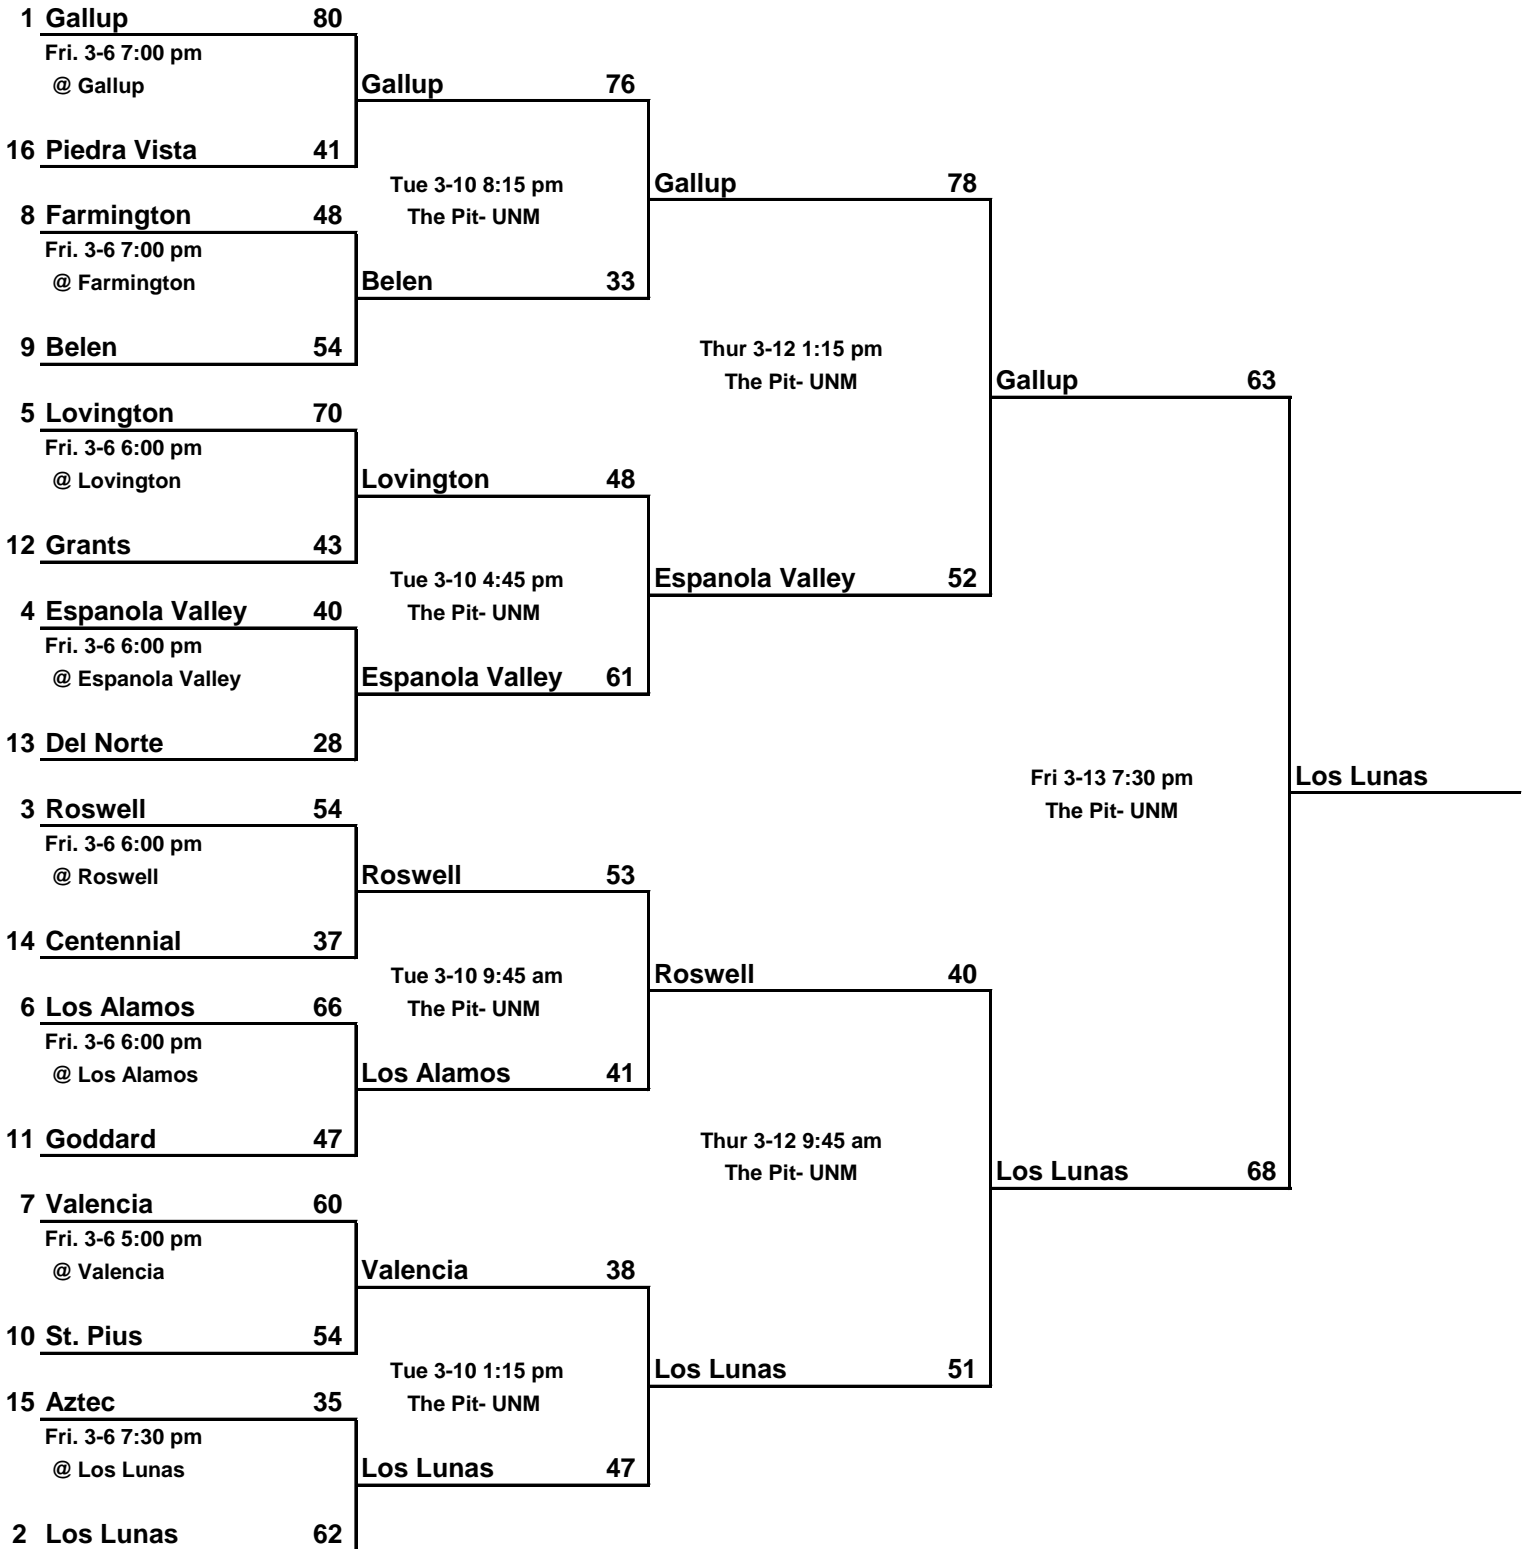 1 Gallup 80
Fri. 3-6 7:00 pm
@ Gallup
16 Piedra Vista 41
8 Farmington 48
Fri. 3-6 7:00 pm
@ Farmington
9 Belen 54
5 Lovington 70
Fri. 3-6 6:00 pm
@ Lovington
12 Grants 43
4 Espanola Valley 40
Fri. 3-6 6:00 pm
@ Espanola Valley
13 Del Norte 28
3 Roswell 54
Fri. 3-6 6:00 pm
@ Roswell
14 Centennial 37
6 Los Alamos 66
Fri. 3-6 6:00 pm
@ Los Alamos
11 Goddard 47
7 Valencia 60
Fri. 3-6 5:00 pm
@ Valencia
10 St. Pius 54
15 Aztec 35
Fri. 3-6 7:30 pm
@ Los Lunas
2 Los Lunas 62
Gallup 76
Tue 3-10 8:15 pm
The Pit- UNM
Belen 33
Lovington 48
Tue 3-10 4:45 pm
The Pit- UNM
Espanola Valley 61
Roswell 53
Tue 3-10 9:45 am
The Pit- UNM
Los Alamos 41
Valencia 38
Tue 3-10 1:15 pm
The Pit- UNM
Los Lunas 47
Gallup 78
Thur 3-12 1:15 pm
The Pit- UNM
Espanola Valley 52
Roswell 40
Thur 3-12 9:45 am
The Pit- UNM
Los Lunas 51
Gallup 63
Fri 3-13 7:30 pm
The Pit- UNM
Los Lunas 68
Los Lunas